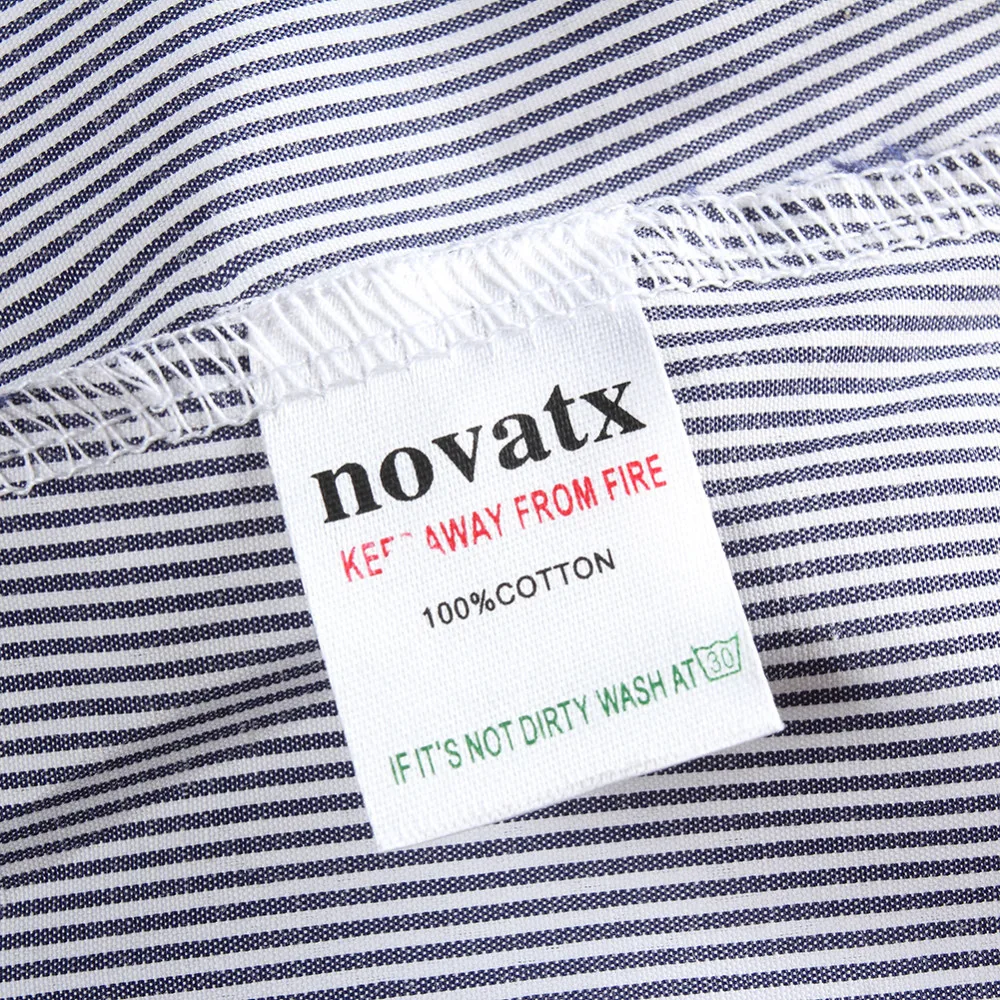 novatx
KEEP AWAY FROM FIRE
100%COTTON
IF IT'S NOT DIRTY WASH AT 30